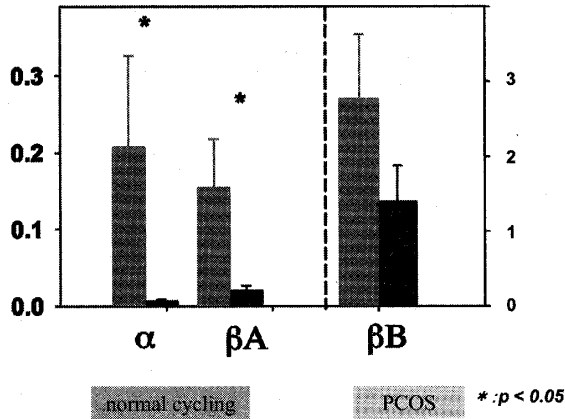 *
*
0.3
0.2
0.1
0.0
3
2
1
0
α
βA
βB
normal cycling
PCOS
* :p < 0.05